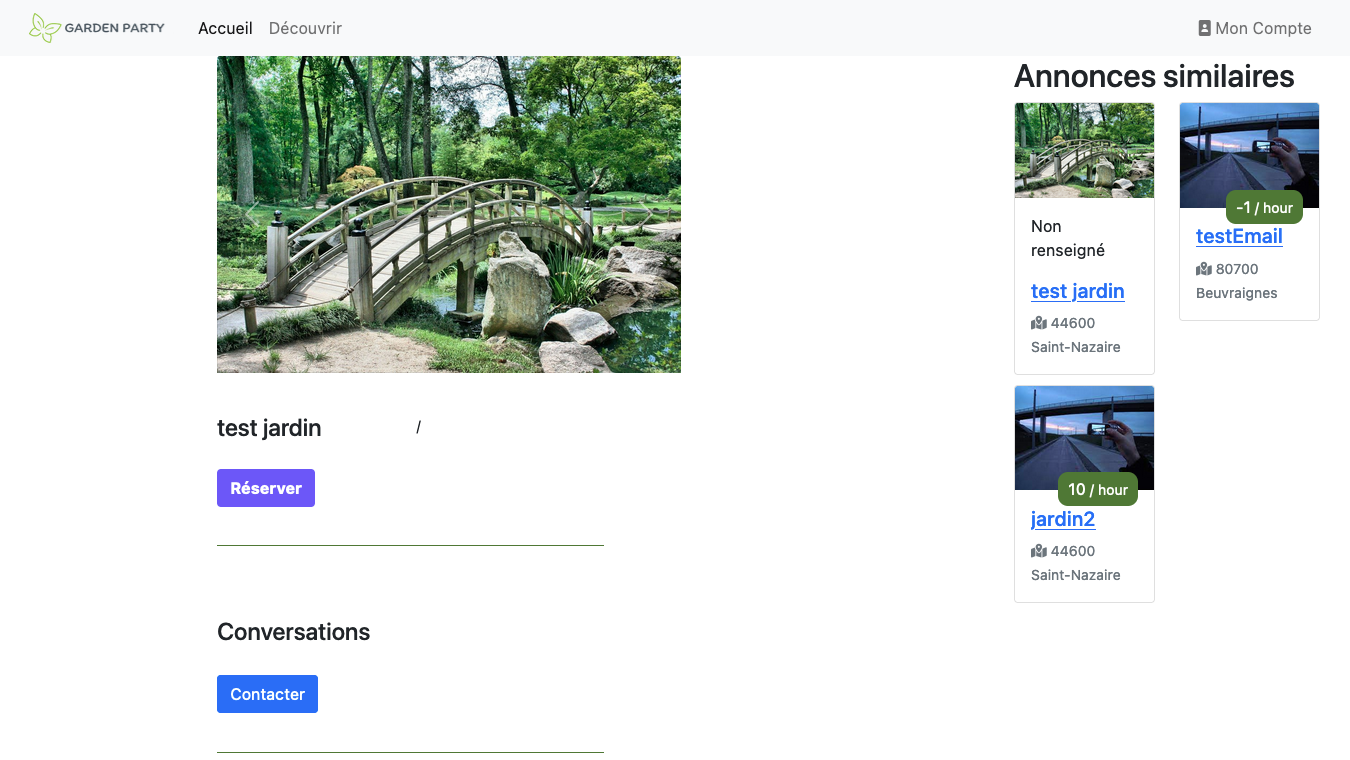 GARDEN PARTY
Accueil
Découvrir
Mon Compte
test jardin
/
Réserver
Conversations
Contacter
Annonces similaires
Non
renseigné
test jardin
44600
Saint-Nazaire
-1 / hour
testEmail
80700
Beuvraignes
10 / hour
jardin2
44600
Saint-Nazaire